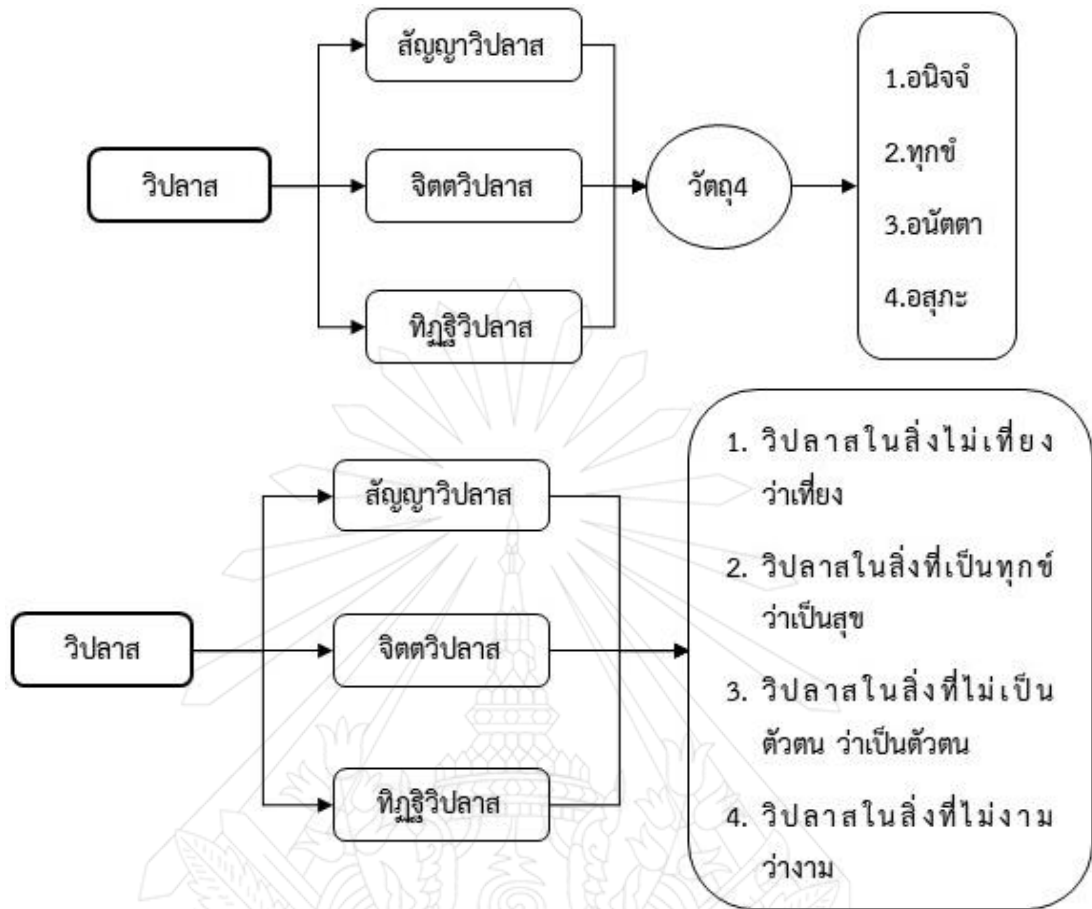 สัญญาวิปลาส
วิปลาส
จิตตวิปลาส
ทิฏฐิวิปลาส
วัตถุ4
1.อนิจจํ
2.ทุกขํ
3.อนัตตา
4.อสุภะ
สัญญาวิปลาส
วิปลาส
จิตตวิปลาส
ทิฏฐิวิปลาส
1. วิปลาสในสิ่งไม่เที่ยง
ว่าเที่ยง
2. วิปลาสในสิ่งที่เป็นทุกข์
ว่าเป็นสุข
3. วิปลาสในสิ่งที่ไม่เป็น
ตัวตน ว่าเป็นตัวตน
4. วิปลาสในสิ่งที่ไม่งาม
ว่างาม